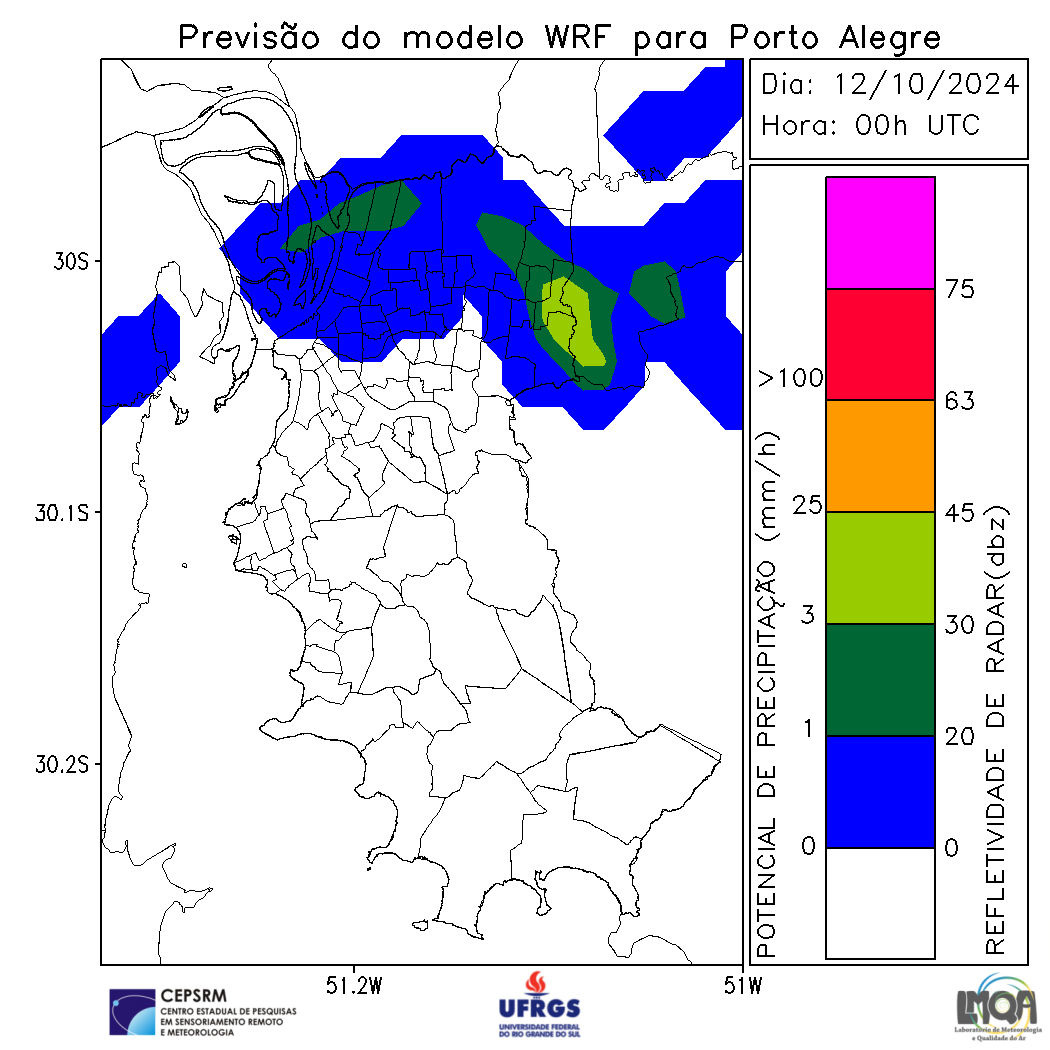 Previsão do modelo WRF para Porto Alegre
Dia: 12/10/2024
Hora: 00h UTC
30S
30.1S
30.2S
51.2W
51W
POTENCIAL DE PRECIPITAÇÃO (mm/h)
>100
25
3
1
0
75
63
45
30
20
0
REFLETIVIDADE DE RADAR(dbz)
CEPSRM
CENTRO ESTADUAL DE PESQUISAS
EM SENSORIAMENTO REMOTO
E METEOROLOGIA
UFRGS
UNIVERSIDADE FEDERAL
DO RIO GRANDE DO SUL
LMQA
Laboratório de Meteorologia
e Qualidade do Ar